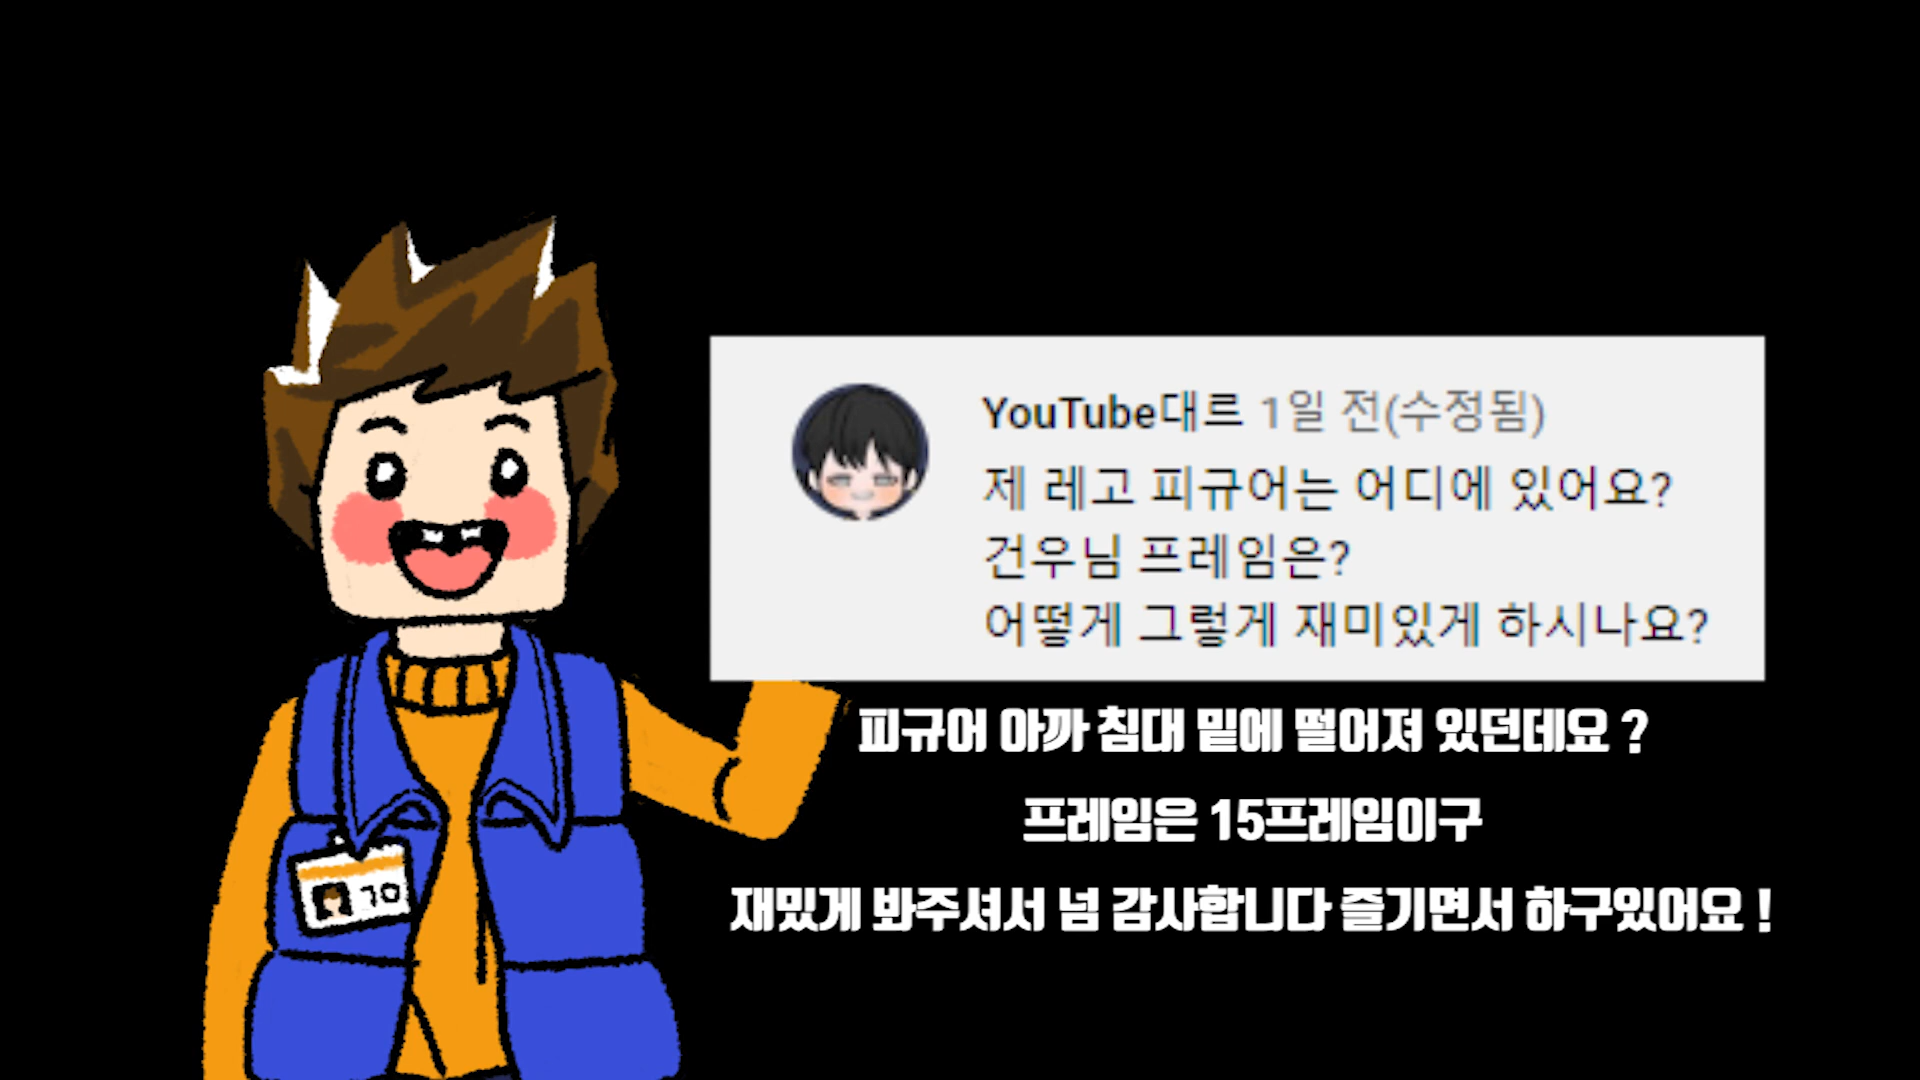 YouTube대르 1일 전(수정됨)
제 레고 피규어는 어디에 있어요?
건우님 프레임은?
어떻게 그렇게 재미있게 하시나요?
피규어 아까 침대 밑에 떨어져 있던데요 ?
프레임은 15프레임이구
재밌게 봐주셔서 넘 감사합니다 즐기면서 하구있어요 !